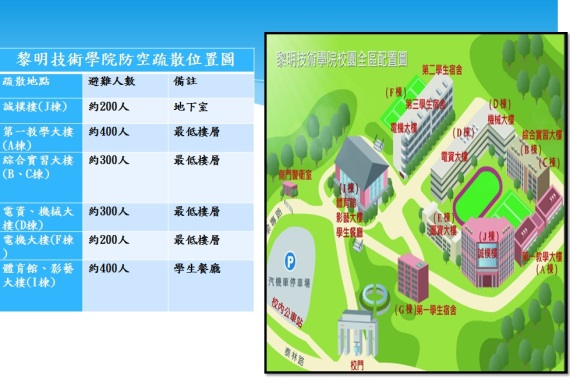 黎明技術學院防空疏散位置圖
疏散地點 避難人數 備註
誠樸樓(J棟) 約200人 地下室
第一教學大樓
(A棟) 約400人 最低樓層
綜合實習大樓
(B、C棟) 約300人 最低樓層
電資、機械大
樓(D棟) 約300人 最低樓層
電機大樓(F棟
) 約200人 最低樓層
體育館、影藝
大樓(I棟) 約400人 學生餐廳
黎明技術學院校園全區配置圖
第二學生宿舍
(F棟)
第三學生宿舍
電機大樓
(D棟)
機械大樓
(D棟)
電資大樓
綜合實習大樓
(B棟)
(C棟)
南門警衛室
(I棟)
體育館
影藝大樓
學生餐廳
(E棟)
(J棟)
誠樸樓
第一教學大樓
(A棟)
P
汽機車停車場
校內公車站
(G棟)第一學生宿舍
泰林路
校門